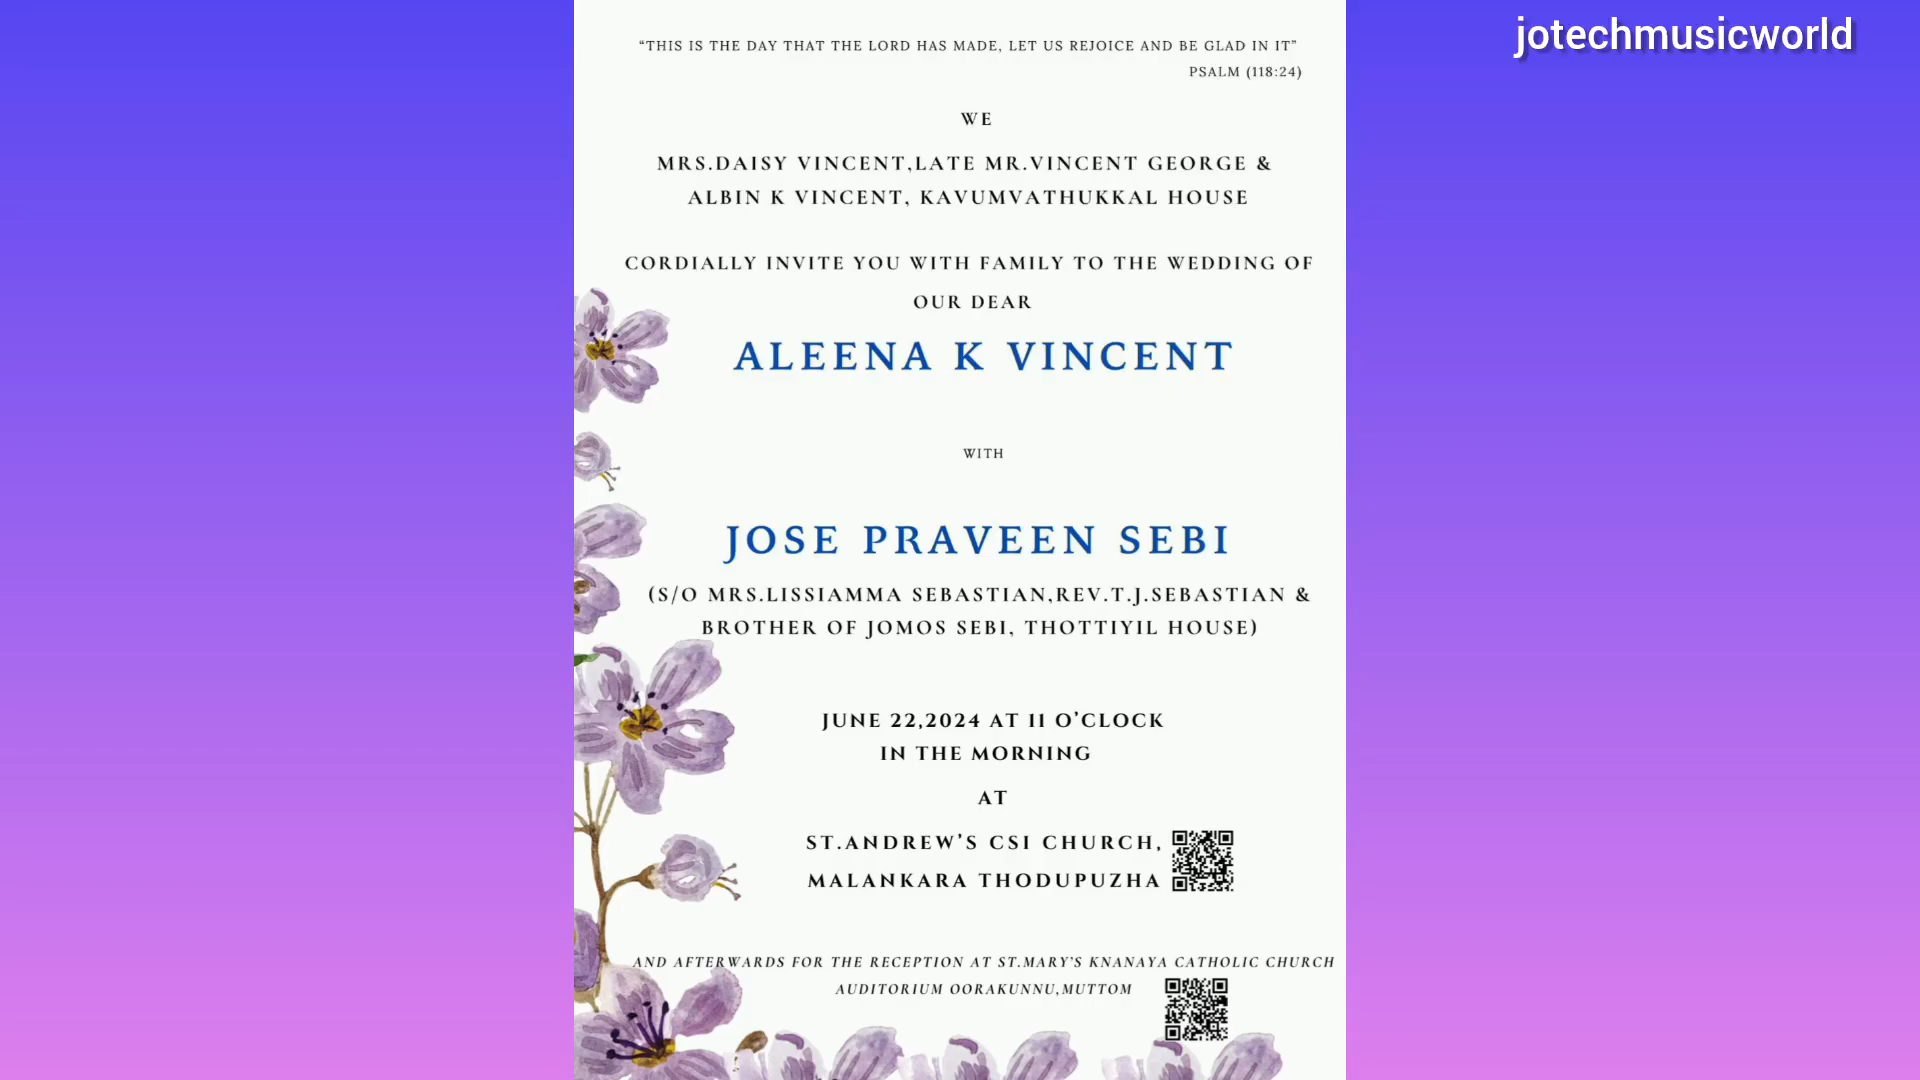 jotechmusicworld
“THIS IS THE DAY THAT THE LORD HAS MADE, LET US REJOICE AND BE GLAD IN IT”
PSALM (118:24)
WE
MRS.DAISY VINCENT,LATE MR.VINCENT GEORGE &
ALBIN K VINCENT, KAVUMVATHUKKAL HOUSE
CORDIALLY INVITE YOU WITH FAMILY TO THE WEDDING OF
OUR DEAR
ALEENA K VINCENT
WITH
JOSE PRAVEEN SEBI
(S/O MRS.LISSIAMMA SEBASTIAN,REV.T.J.SEBASTIAN &
BROTHER OF JOMOS SEBI, THOTTIYIL HOUSE)
JUNE 22,2024 AT 11 O’CLOCK
IN THE MORNING
AT
ST.ANDREW’S CSI CHURCH,
MALANKARA THODUPUZHA
AND AFTERWARDS FOR THE RECEPTION AT ST.MARY’S KNANAYA CATHOLIC CHURCH
AUDITORIUM OORAKUNNU,MUTTOM